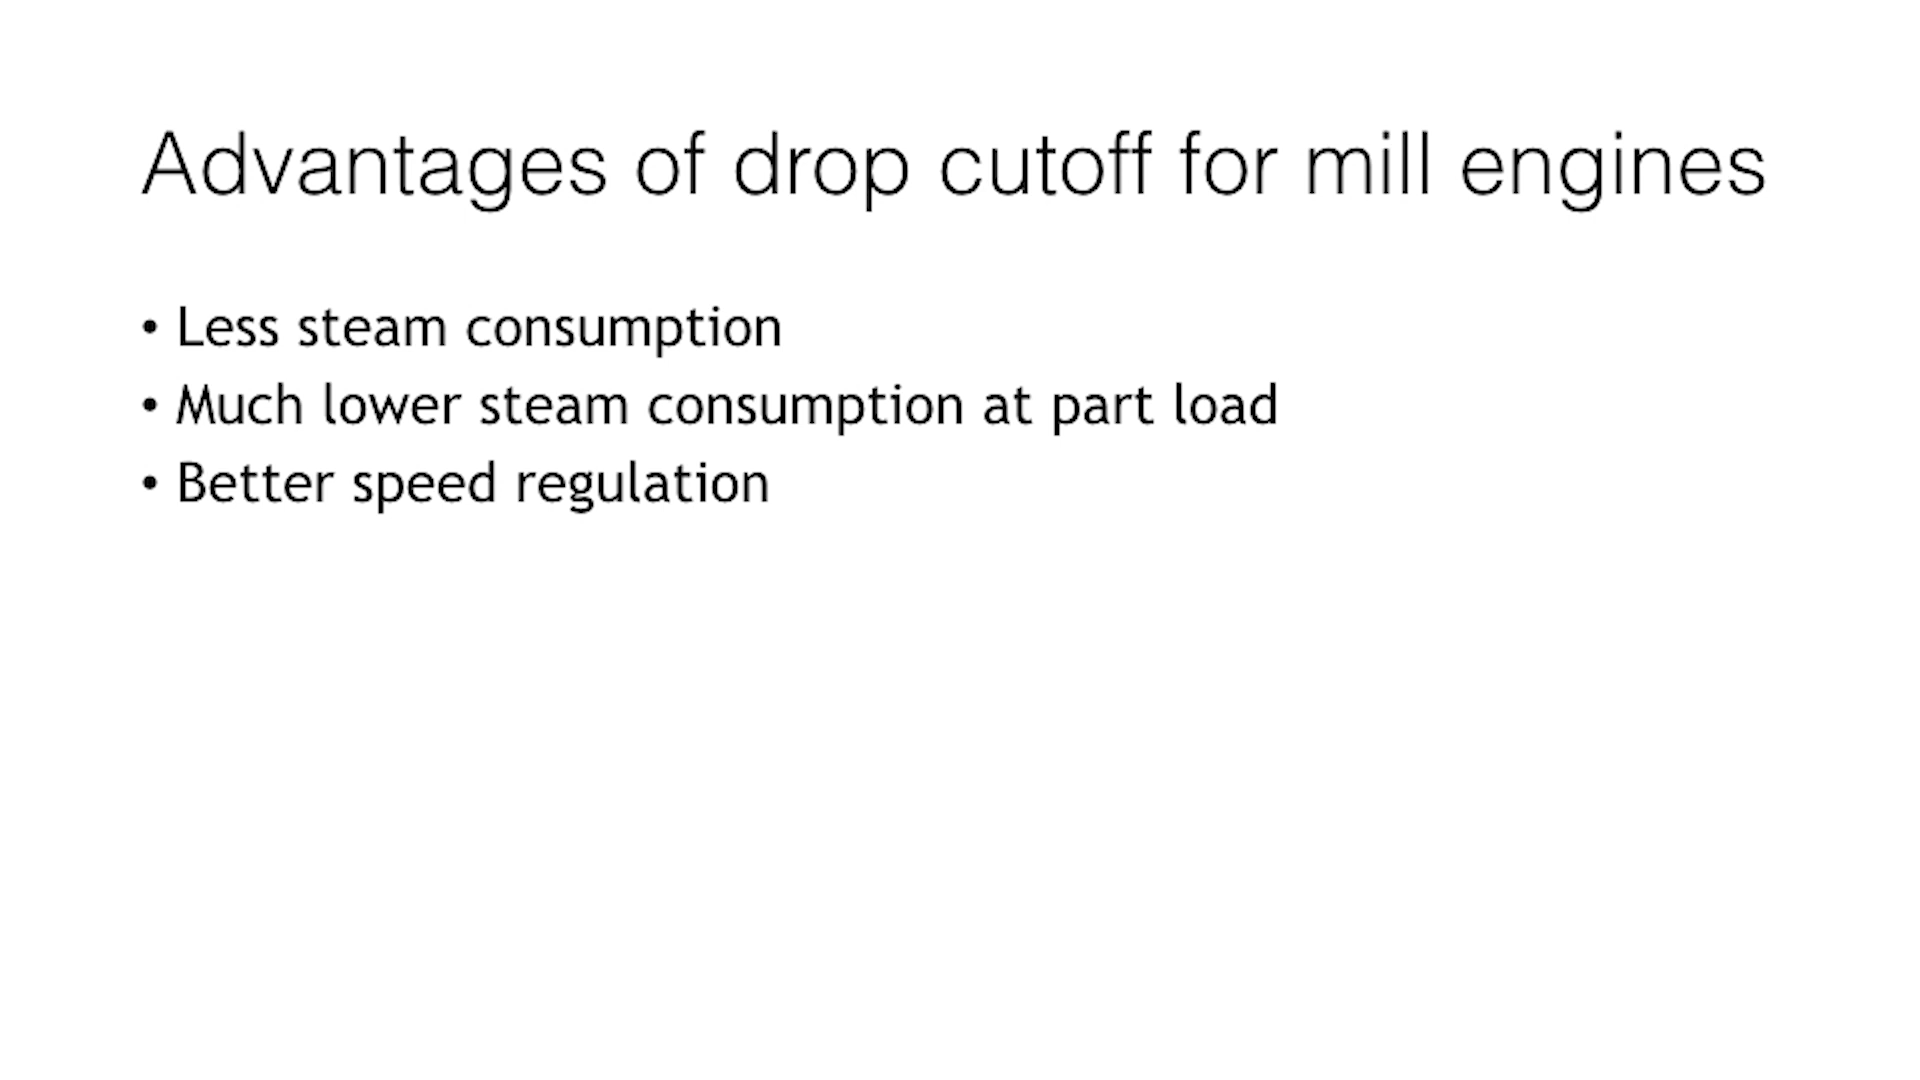 Advantages of drop cutoff for mill engines
• Less steam consumption
• Much lower steam consumption at part load
• Better speed regulation